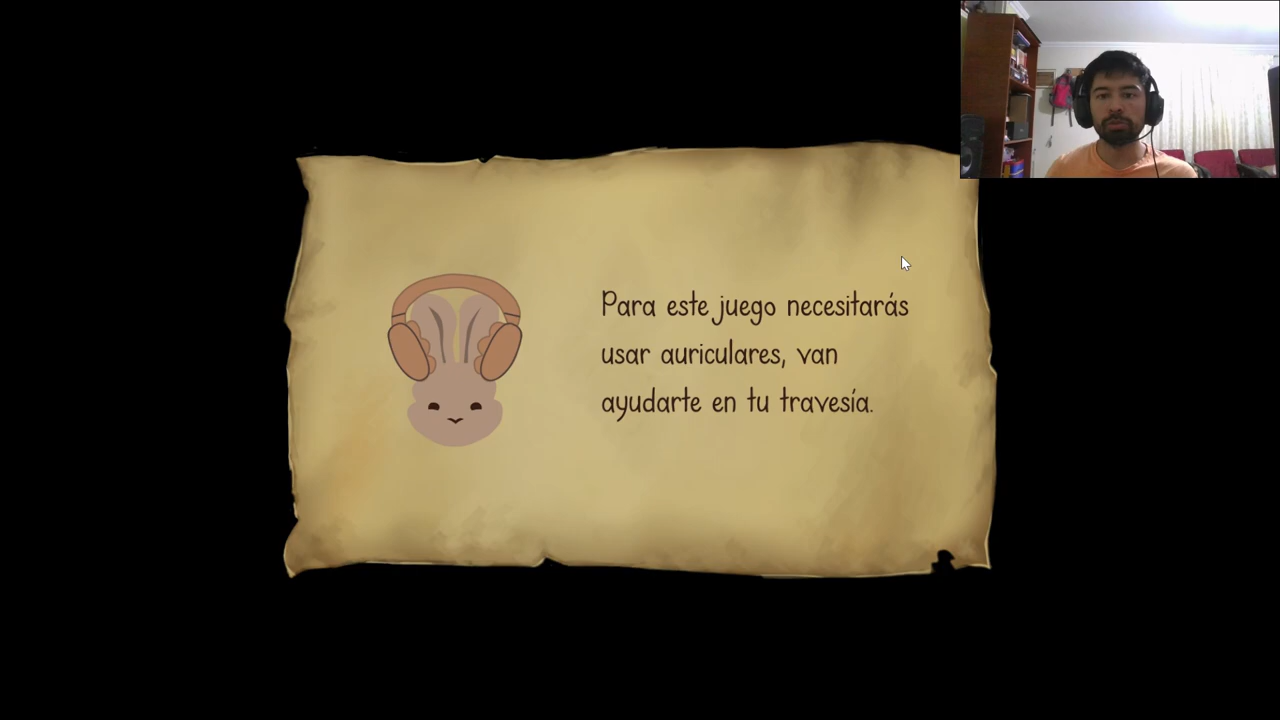 Para este juego necesitarás
usar auriculares, van
ayudarte en tu travesía.